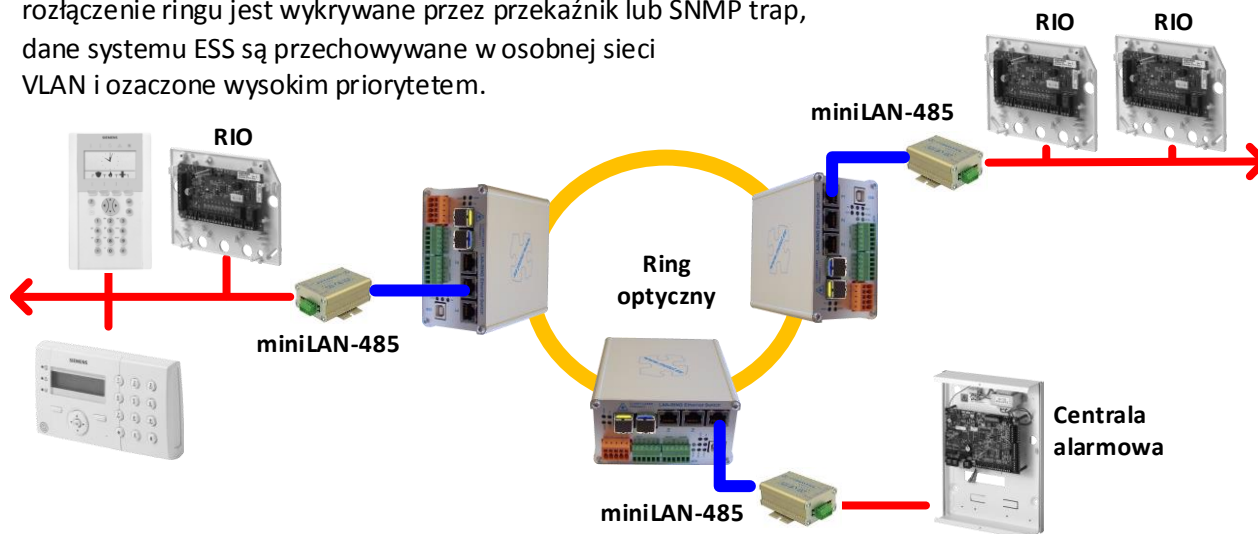 rozłączenie ringu jest wykrywane przez przekaźnik lub SNMP trap,
dane systemu ESS są przechowywane w osobnej sieci
VLAN i ozaczone wysokim priorytetem.
RIO
RIO
miniLAN-485
RIO
Ring
optyczny
miniLAN-485
SIEMENS
Centrala
alarmowa
miniLAN-485